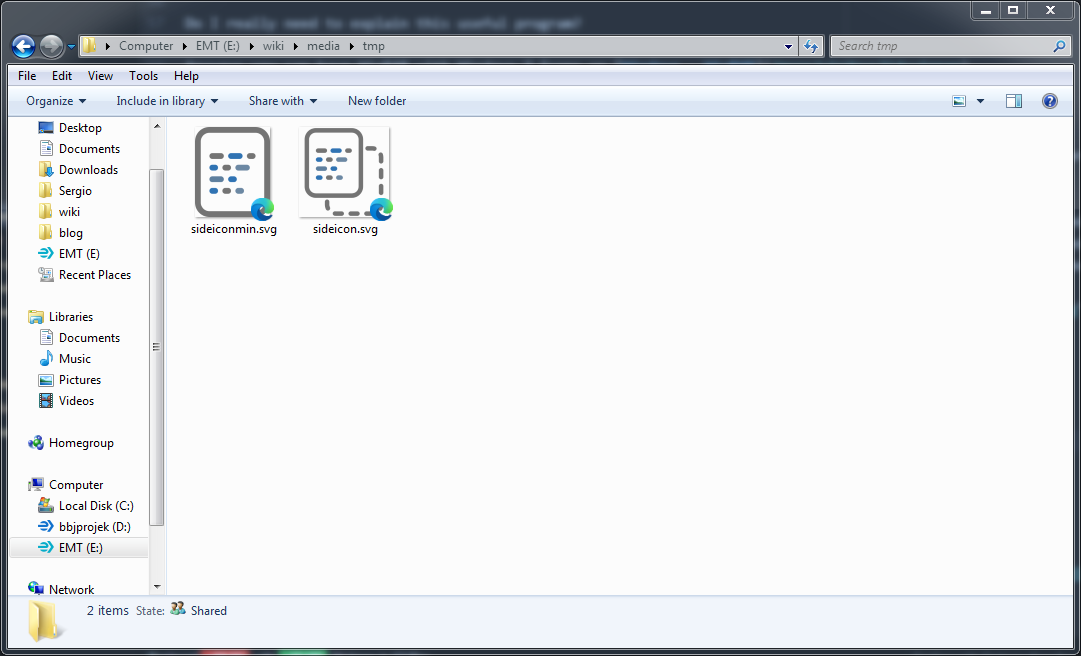 Do I really need to explain this useful program?
Computer EMT (E:) wiki media tmp
Search tmp
File Edit View Tools Help
Organize Include in library Share with New folder
Desktop
Documents
Downloads
Sergio
wiki
blog
EMT (E)
Recent Places
Libraries
Documents
Music
Pictures
Videos
Homegroup
Computer
Local Disk (C:)
bbjprojek (D:)
EMT (E:)
Network
sideiconmin.svg
sideicon.svg
2 items State: Shared